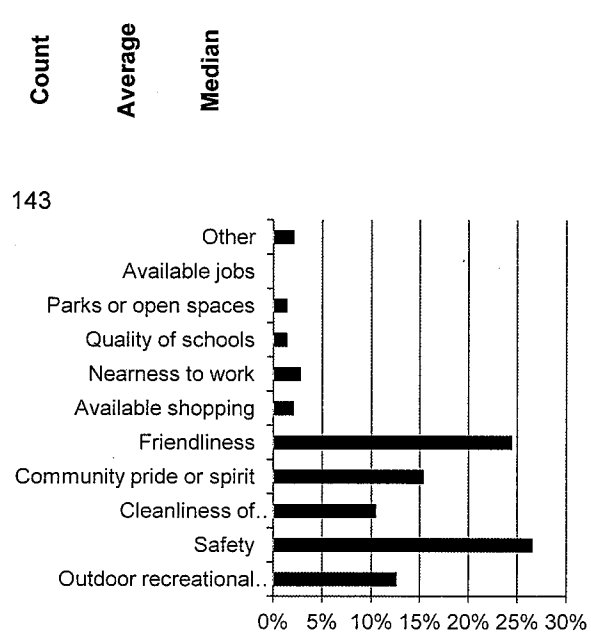 Count
Average
Median
143
Other
Available jobs
Parks or open spaces
Quality of schools
Nearness to work
Available shopping
Friendliness
Community pride or spirit
Cleanliness of..
Safety
Outdoor recreational..
0% 5% 10% 15% 20% 25% 30%